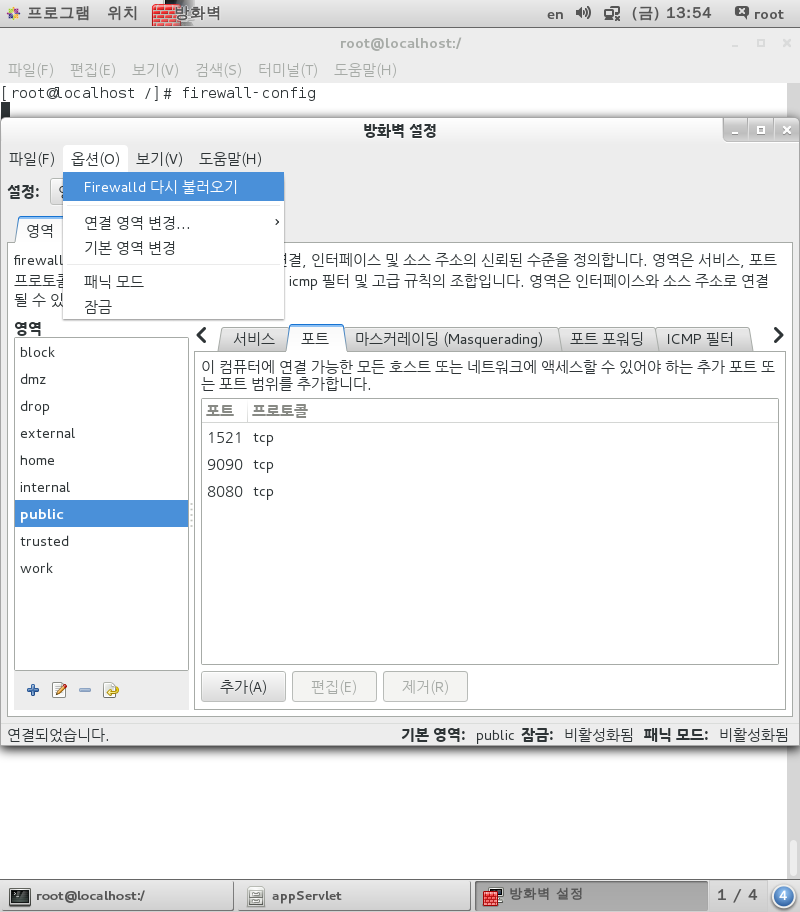 프로그램 위치 방화벽 en (금) 13:54 root
root@localhost:/
파일(F) 편집(E) 보기(V) 검색(S) 터미널(T) 도움말(H)
[root@localhost /]# firewall-config
방화벽 설정
파일(F) 옵션(O) 보기(V) 도움말(H)
설정:
Firewalld 다시 불러오기
연결 영역 변경...
기본 영역 변경
패닉 모드
잠금
영역
firewall 결, 인터페이스 및 소스 주소의 신뢰된 수준을 정의합니다. 영역은 서비스, 포트
프로토콜 icmp 필터 및 고급 규칙의 조합입니다. 영역은 인터페이스와 소스 주소로 연결
될 수 있
영역
block
dmz
drop
external
home
internal
public
trusted
work
서비스 포트 마스커레이딩 (Masquerading) 포트 포워딩 ICMP 필터
이 컴퓨터에 연결 가능한 모든 호스트 또는 네트워크에 액세스할 수 있어야 하는 추가 포트 또
는 포트 범위를 추가합니다.
포트 프로토콜
1521 tcp
9090 tcp
8080 tcp
추가(A) 편집(E) 제거(R)
연결되었습니다. 기본 영역: public 잠금: 비활성화됨 패닉 모드: 비활성화됨
root@localhost:/ appServlet 방화벽 설정 1 / 4 4